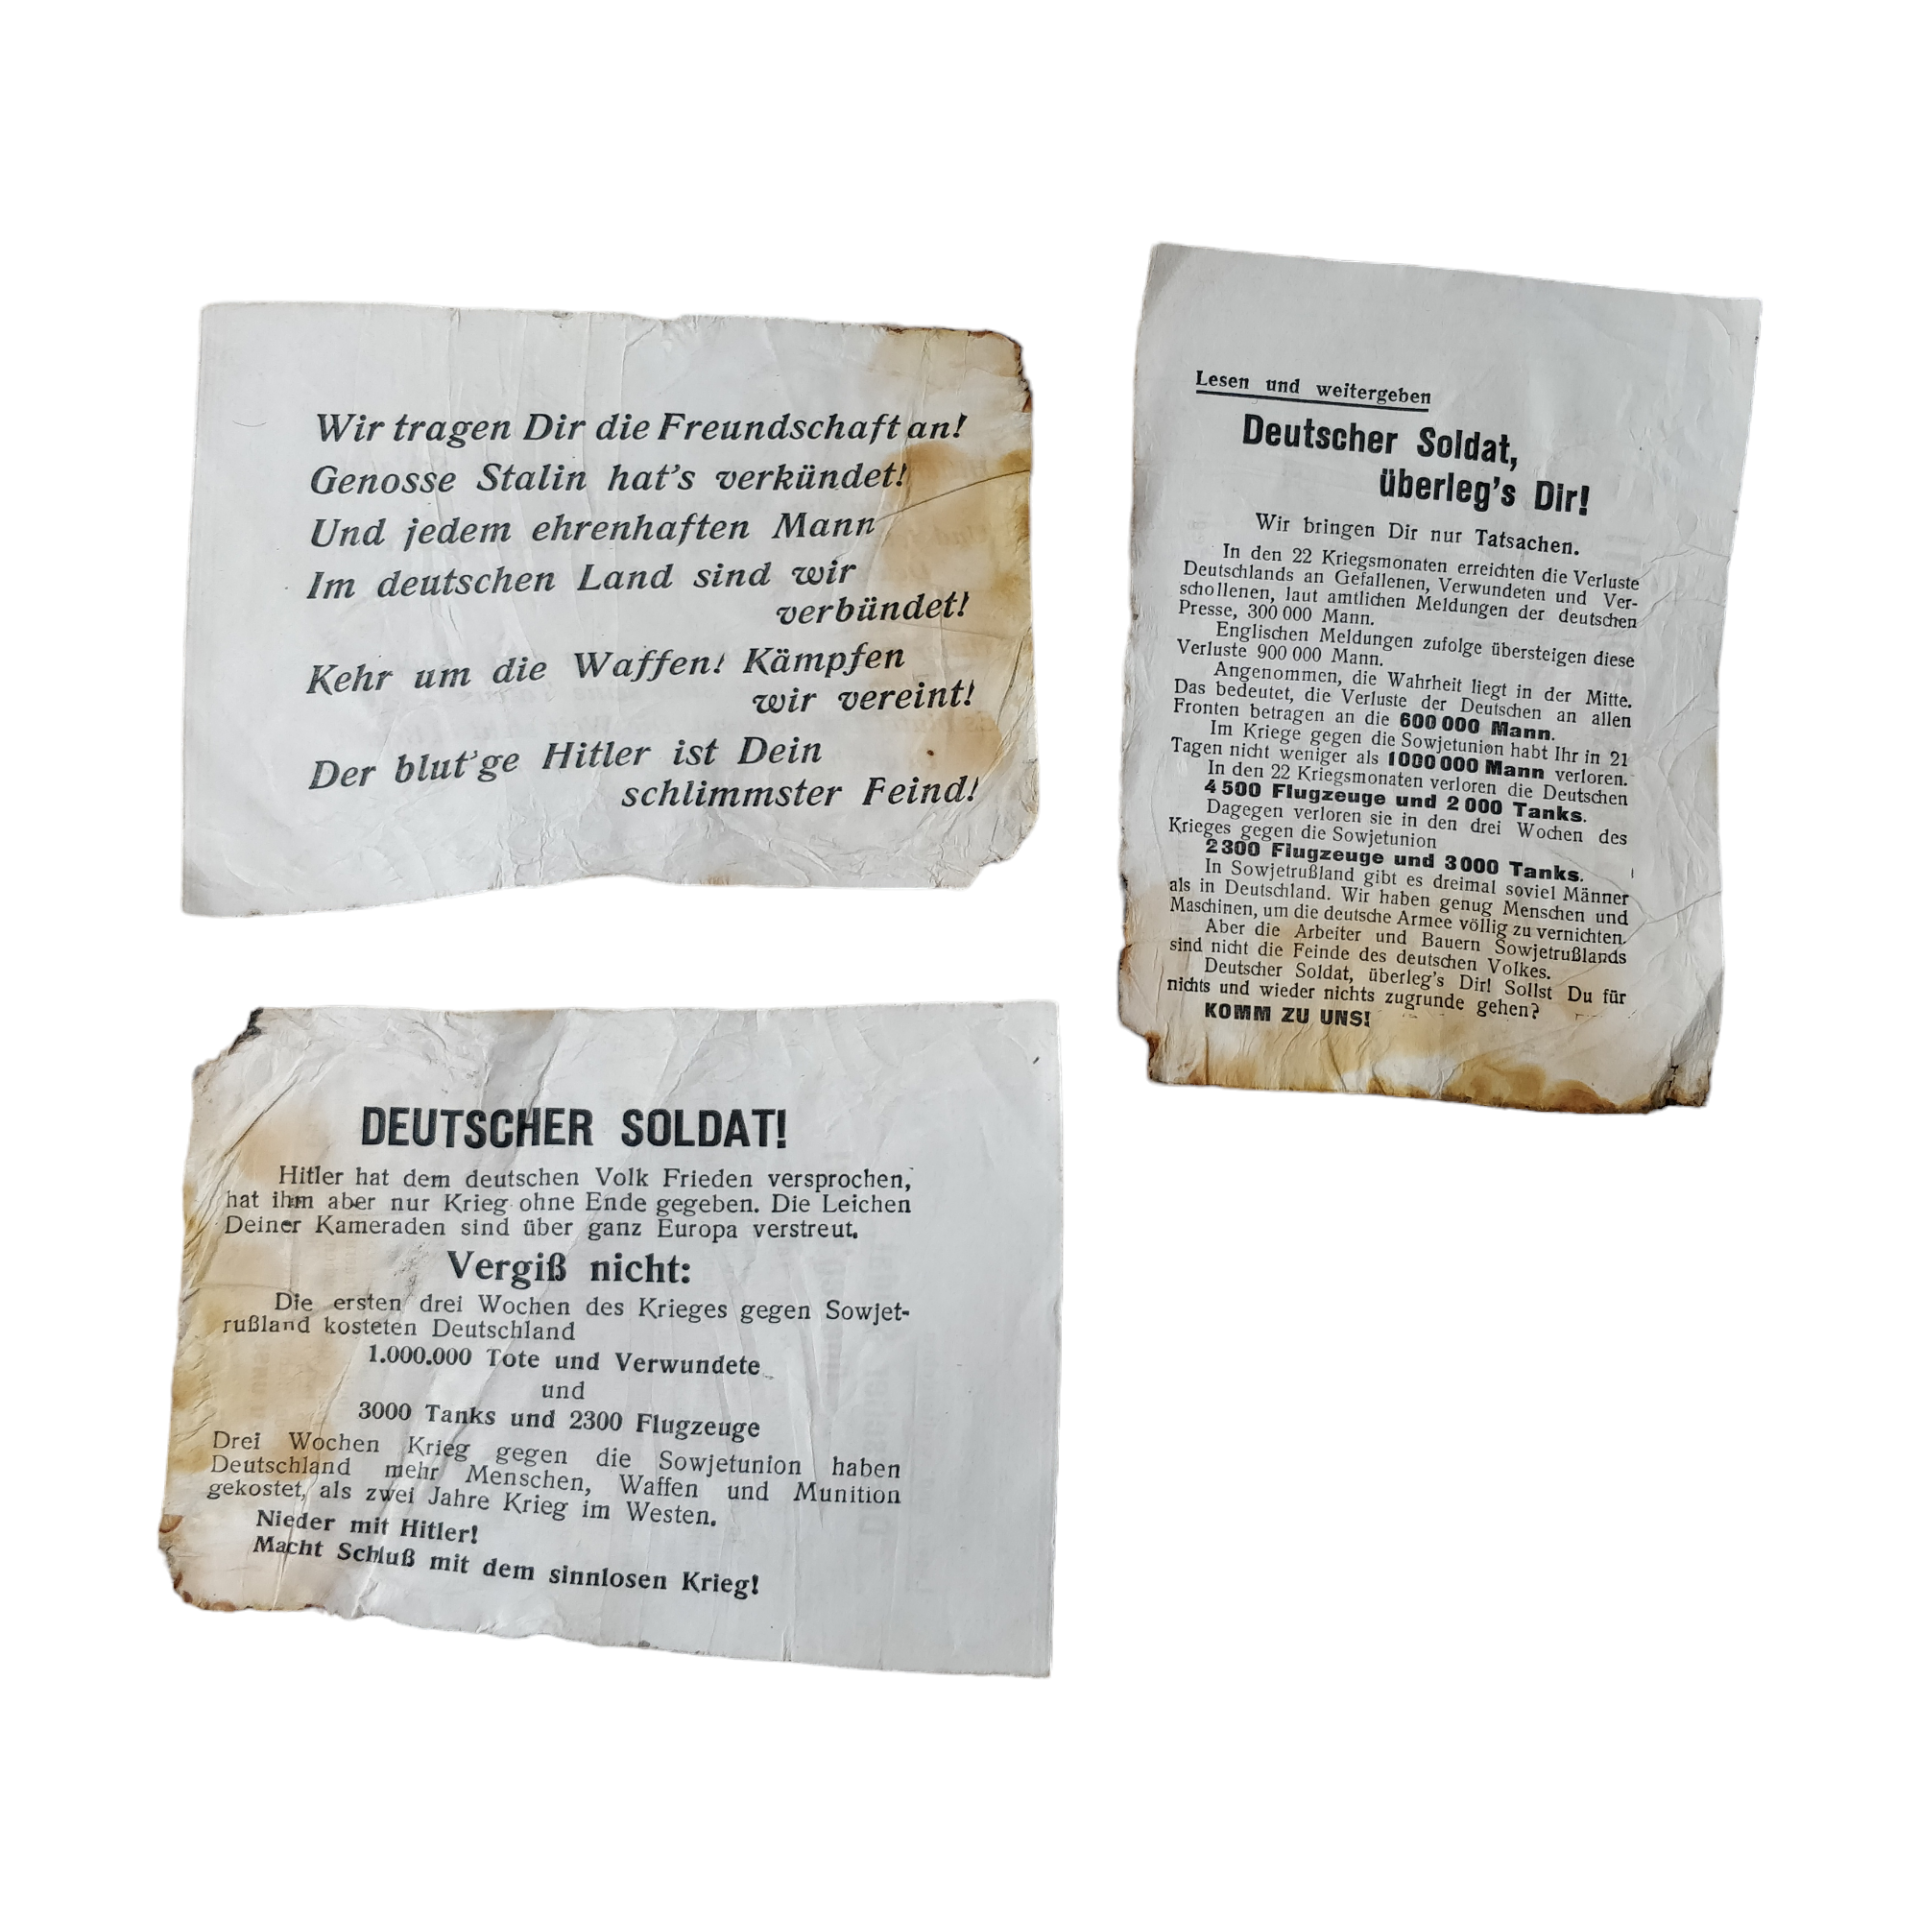 Wir tragen Dir die Freundschaft an!
Genosse Stalin hat's verkündet!
Und jedem ehrenhaften Mann
Im deutschen Land sind wir
verbündet!
Kehr um die Waffen! Kämpfen
wir vereint!
Der blut'ge Hitler ist Dein
schlimmster Feind!
Lesen und weitergeben
Deutscher Soldat,
überleg's Dir!
Wir bringen Dir nur Tatsachen.
In den 22 Kriegsmonaten erreichten die Verluste
Deutschlands an Gefallenen, Verwundeten und Ver-
schollenen, laut amtlichen Meldungen der deutschen
Presse, 300 000 Mann.
Englischen Meldungen zufolge übersteigen diese
Verluste 900 000 Mann.
Angenommen, die Wahrheit liegt in der Mitte.
Das bedeutet, die Verluste der Deutschen an allen
Fronten betragen an die 600 000 Mann.
Im Kriege gegen die Sowjetunion habt Ihr in 21
Tagen nicht weniger als 1 000 000 Mann verloren.
In den 22 Kriegsmonaten verloren die Deutschen
4 500 Flugzeuge und 2 000 Tanks.
Dagegen verloren sie in den drei Wochen des
Krieges gegen die Sowjetunion
2 300 Flugzeuge und 3 000 Tanks.
In Sowjetrußland gibt es dreimal soviel Männer
als in Deutschland. Wir haben genug Menschen und
Maschinen, um die deutsche Armee völlig zu vernichten.
Aber die Arbeiter und Bauern Sowjetrußlands
sind nicht die Feinde des deutschen Volkes.
Deutscher Soldat, überleg's Dir! Sollst Du für
nichts und wieder nichts zugrunde gehen?
KOMM ZU UNS!
DEUTSCHER SOLDAT!
Hitler hat dem deutschen Volk Frieden versprochen,
hat ihm aber nur Krieg ohne Ende gegeben. Die Leichen
Deiner Kameraden sind über ganz Europa verstreut.
Vergiß nicht:
Die ersten drei Wochen des Krieges gegen Sowjet-
rußland kosteten Deutschland
1.000.000 Tote und Verwundete
und
3000 Tanks und 2300 Flugzeuge
Drei Wochen Krieg gegen die Sowjetunion haben
Deutschland mehr Menschen, Waffen und Munition
gekostet, als zwei Jahre Krieg im Westen.
Nieder mit Hitler!
Macht Schluß mit dem sinnlosen Krieg!